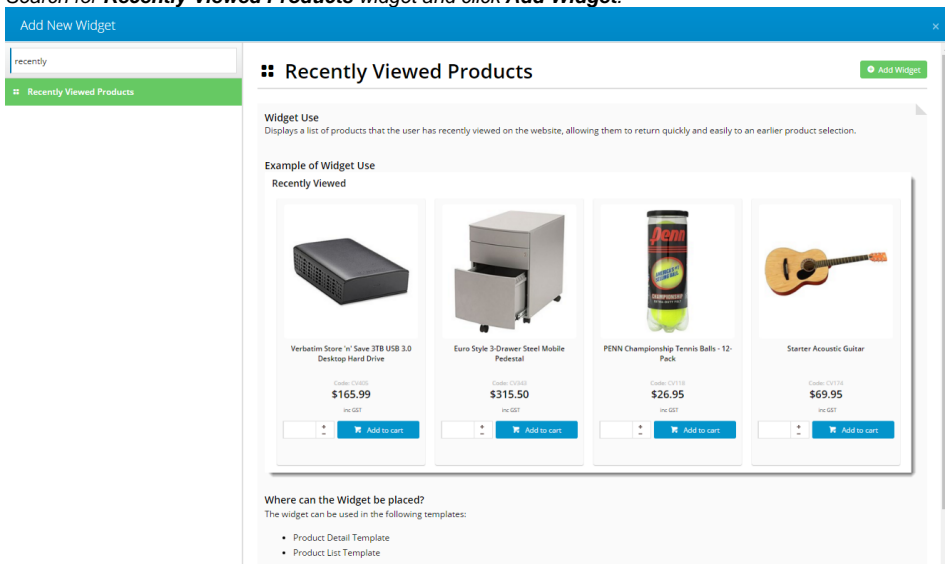 Search for Recently Viewed Products widget and click Add Widget.
Add New Widget
×
recently
Recently Viewed Products
Recently Viewed Products
Add Widget
Widget Use
Displays a list of products that the user has recently viewed on the website, allowing them to return quickly and easily to an earlier product selection.
Example of Widget Use
Recently Viewed
Penn
CHAMPIONSHIP
Verbatim Store 'n' Save 3TB USB 3.0
Desktop Hard Drive
Euro Style 3-Drawer Steel Mobile
Pedestal
PENN Championship Tennis Balls - 12-
Pack
Starter Acoustic Guitar
Code: CV340
Code: CV118
$165.99
$315.50
$26.95
$69.95
inc GST
inc GST
inc GST
inc GST
+
-
Add to cart
+
-
Add to cart
+
-
Add to cart
+
-
Add to cart
Where can the Widget be placed?
The widget can be used in the following templates:
• Product Detail Template
• Product List Template